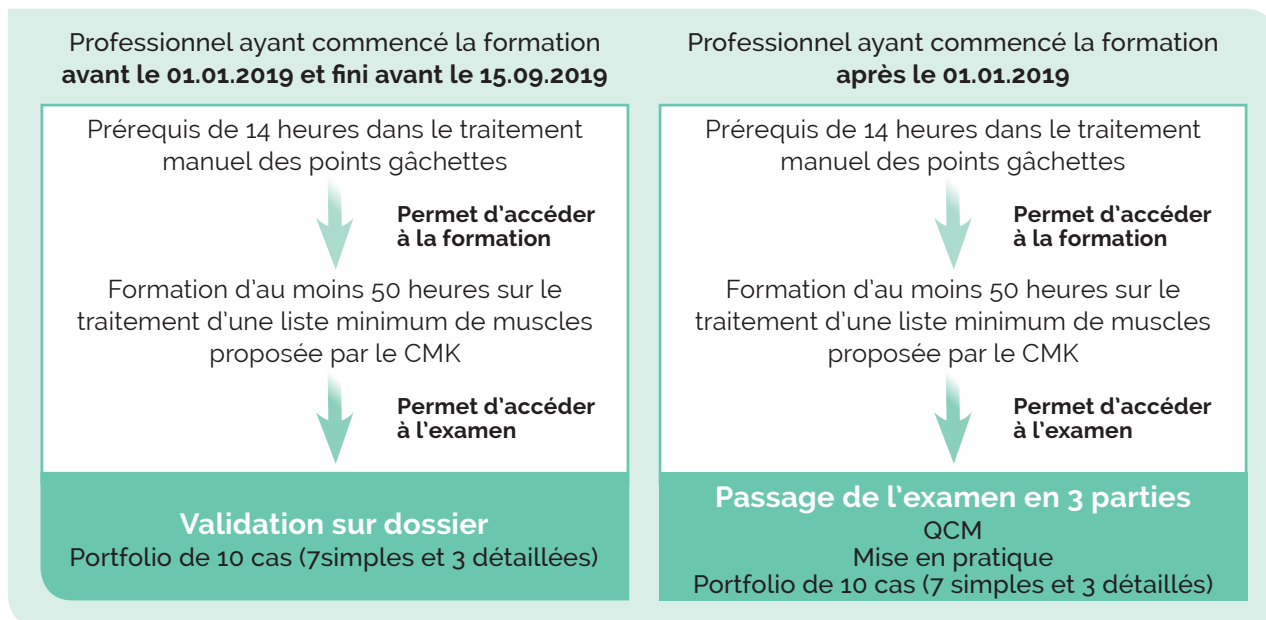 Professionnel ayant commencé la formation
avant le 01.01.2019 et fini avant le 15.09.2019
Prérequis de 14 heures dans le traitement
manuel des points gâchettes
Permet d'accéder
à la formation
Formation d'au moins 50 heures sur le
traitement d'une liste minimum de muscles
proposée par le CMK
Permet d'accéder
à l'examen
Validation sur dossier
Portfolio de 10 cas (7simples et 3 détaillées)
Professionnel ayant commencé la formation
après le 01.01.2019
Prérequis de 14 heures dans le traitement
manuel des points gâchettes
Permet d'accéder
à la formation
Formation d'au moins 50 heures sur le
traitement d'une liste minimum de muscles
proposée par le CMK
Permet d'accéder
à l'examen
Passage de l'examen en 3 parties
QCM
Mise en pratique
Portfolio de 10 cas (7 simples et 3 détaillés)